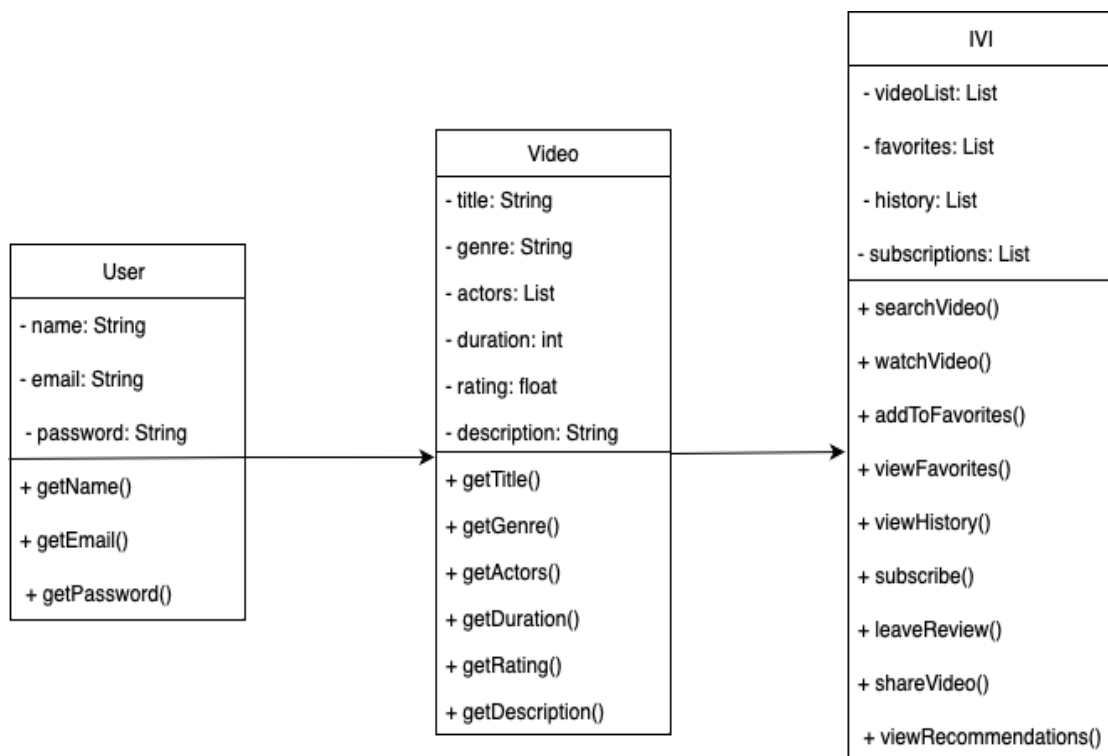 User
- name: String
- email: String
- password: String
+ getName()
+ getEmail()
+ getPassword()
Video
- title: String
- genre: String
- actors: List
- duration: int
- rating: float
- description: String
+ getTitle()
+ getGenre()
+ getActors()
+ getDuration()
+ getRating()
+ getDescription()
IVI
- videoList: List
- favorites: List
- history: List
- subscriptions: List
+ searchVideo()
+ watchVideo()
+ addToFavorites()
+ viewFavorites()
+ viewHistory()
+ subscribe()
+ leaveReview()
+ shareVideo()
+ viewRecommendations()